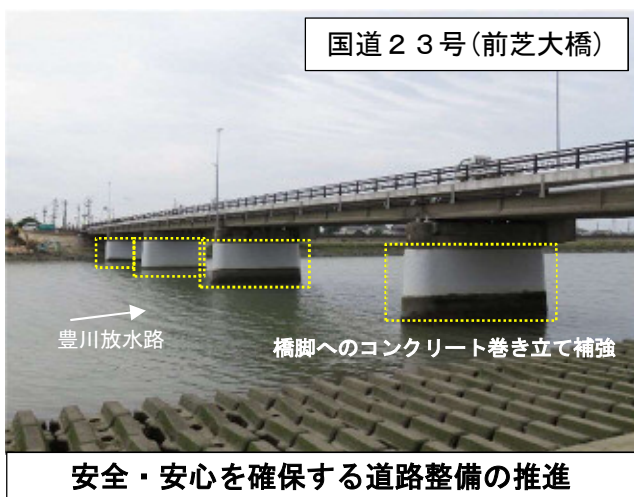 国道２３号(前芝大橋)
豊川放水路
橋脚へのコンクリート巻き立て補強
安全・安心を確保する道路整備の推進